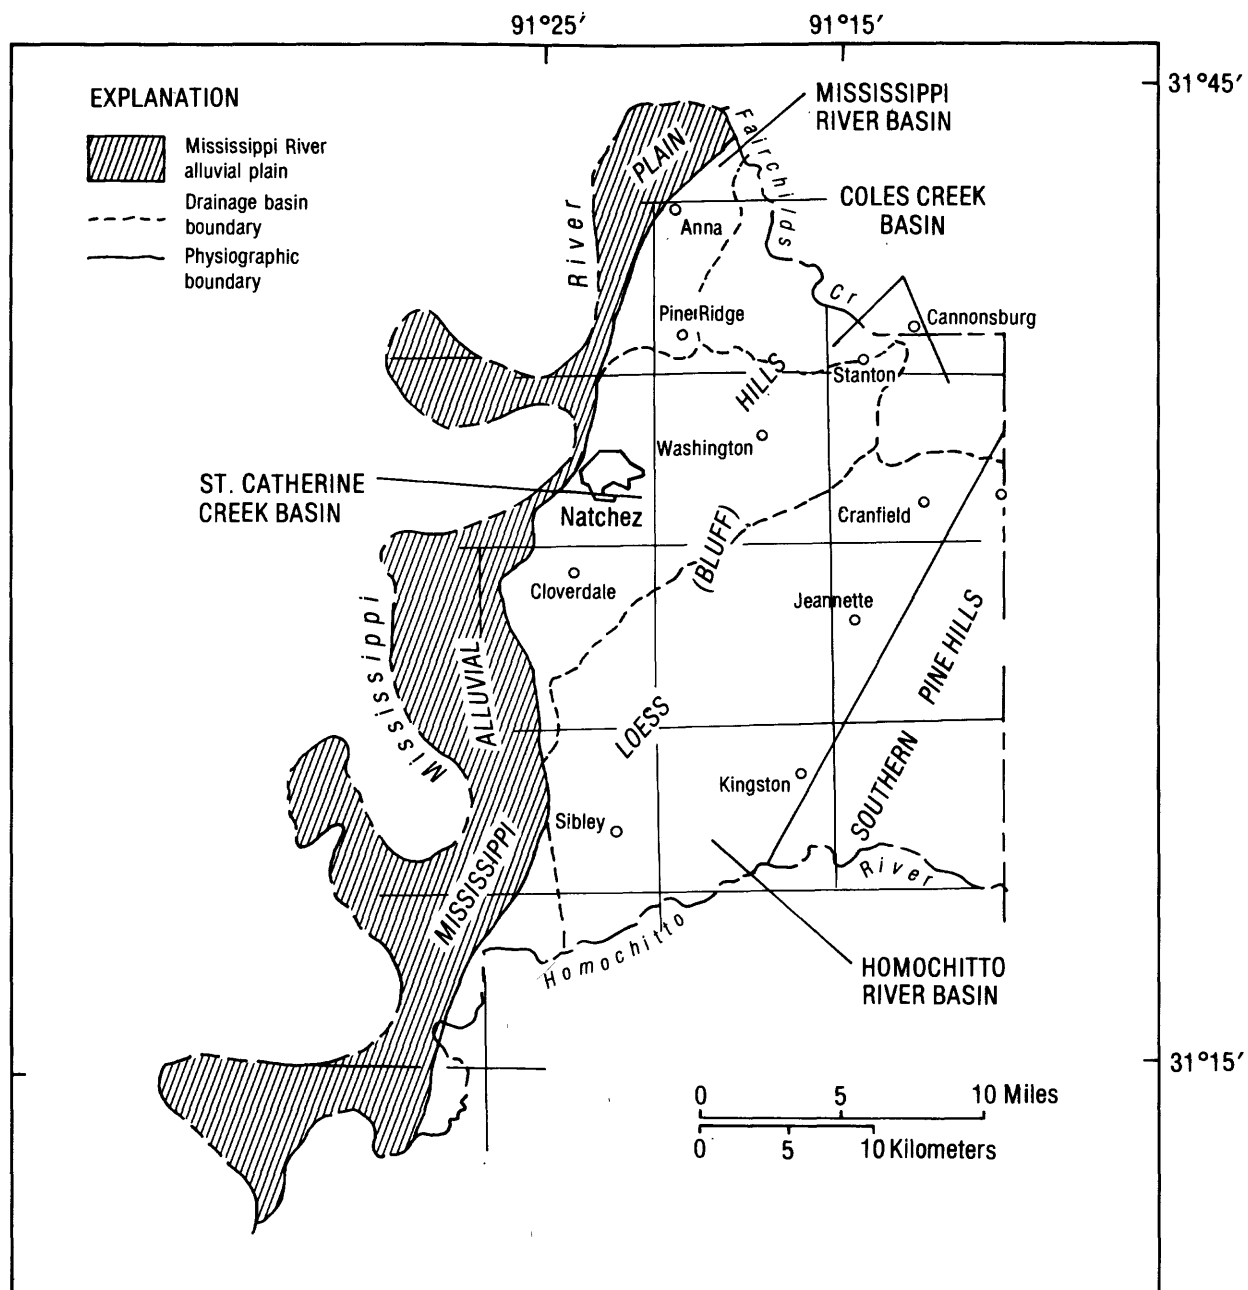 91°25′
91°15′
31°45′
EXPLANATION
Mississippi River
alluvial plain
Drainage basin
boundary
Physiographic
boundary
MISSISSIPPI
RIVER BASIN
Fairchilds
Cr
PLAIN
River
COLES CREEK
BASIN
Anna
Pine Ridge
Cannonsburg
Stanton
HILLS
Washington
ST. CATHERINE
CREEK BASIN
Natchez
Cranfield
(BLUFF)
Cloverdale
Jeannette
Mississippi
ALLUVIAL
LOESS
PINE HILLS
SOUTHERN
Kingston
Sibley
MISSISSIPPI
River
Homochitto
HOMOCHITTO
RIVER BASIN
31°15′
0 5 10 Miles
0 5 10 Kilometers